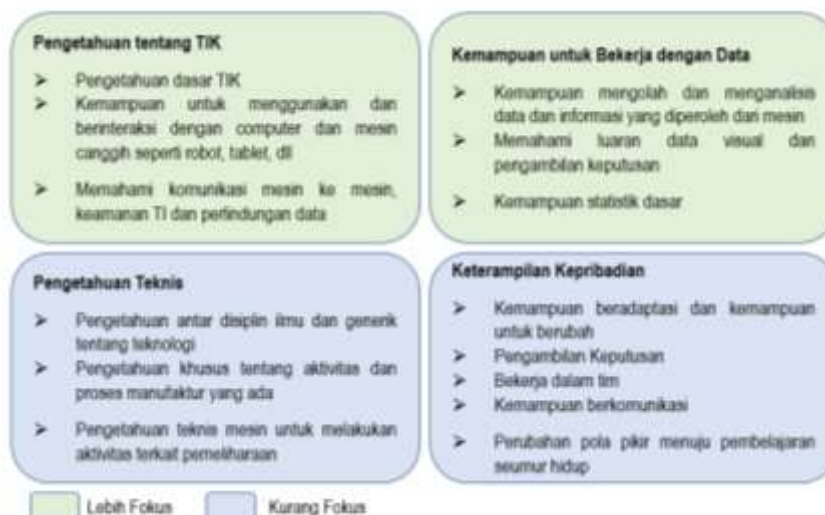 Pengetahuan tentang TIK
➤ Pengetahuan dasar TIK
➤ Kemampuan untuk menggunakan dan
berinteraksi dengan computer dan mesin
canggih seperti robot, tablet, dll
➤ Memahami komunikasi mesin ke mesin,
keamanan TI dan perlindungan data
Kemampuan untuk Bekerja dengan Data
➤ Kemampuan mengolah dan menganalisis
data dan informasi yang diperoleh dari mesin
➤ Memahami luaran data visual dan
pengambilan keputusan
➤ Kemampuan statistik dasar
Pengetahuan Teknis
➤ Pengetahuan antar disiplin ilmu dan generik
tentang teknologi
➤ Pengetahuan khusus tentang aktivitas dan
proses manufaktur yang ada
➤ Pengetahuan teknis mesin untuk melakukan
aktivitas terkait pemeliharaan
Keterampilan Kepribadian
➤ Kemampuan beradaptasi dan kemampuan
untuk berubah
➤ Pengambilan Keputusan
➤ Bekerja dalam tim
➤ Kemampuan berkomunikasi
➤ Perubahan pola pikir menuju pembelajaran
seumur hidup
Lebih Fokus
Kurang Fokus